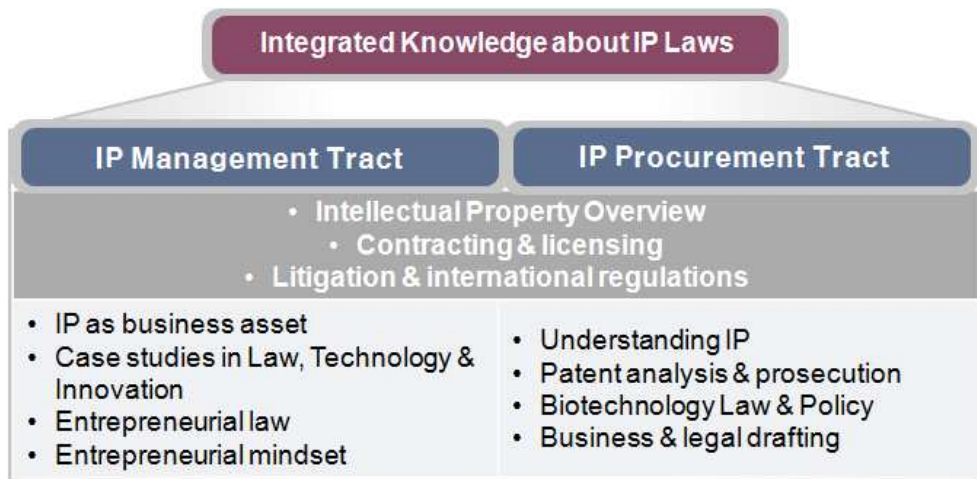 Integrated Knowledge about IP Laws
IP Management Tract
IP Procurement Tract
• Intellectual Property Overview
• Contracting & licensing
• Litigation & international regulations
• IP as business asset
• Case studies in Law, Technology &
Innovation
• Entrepreneurial law
• Entrepreneurial mindset
• Understanding IP
• Patent analysis & prosecution
• Biotechnology Law & Policy
• Business & legal drafting